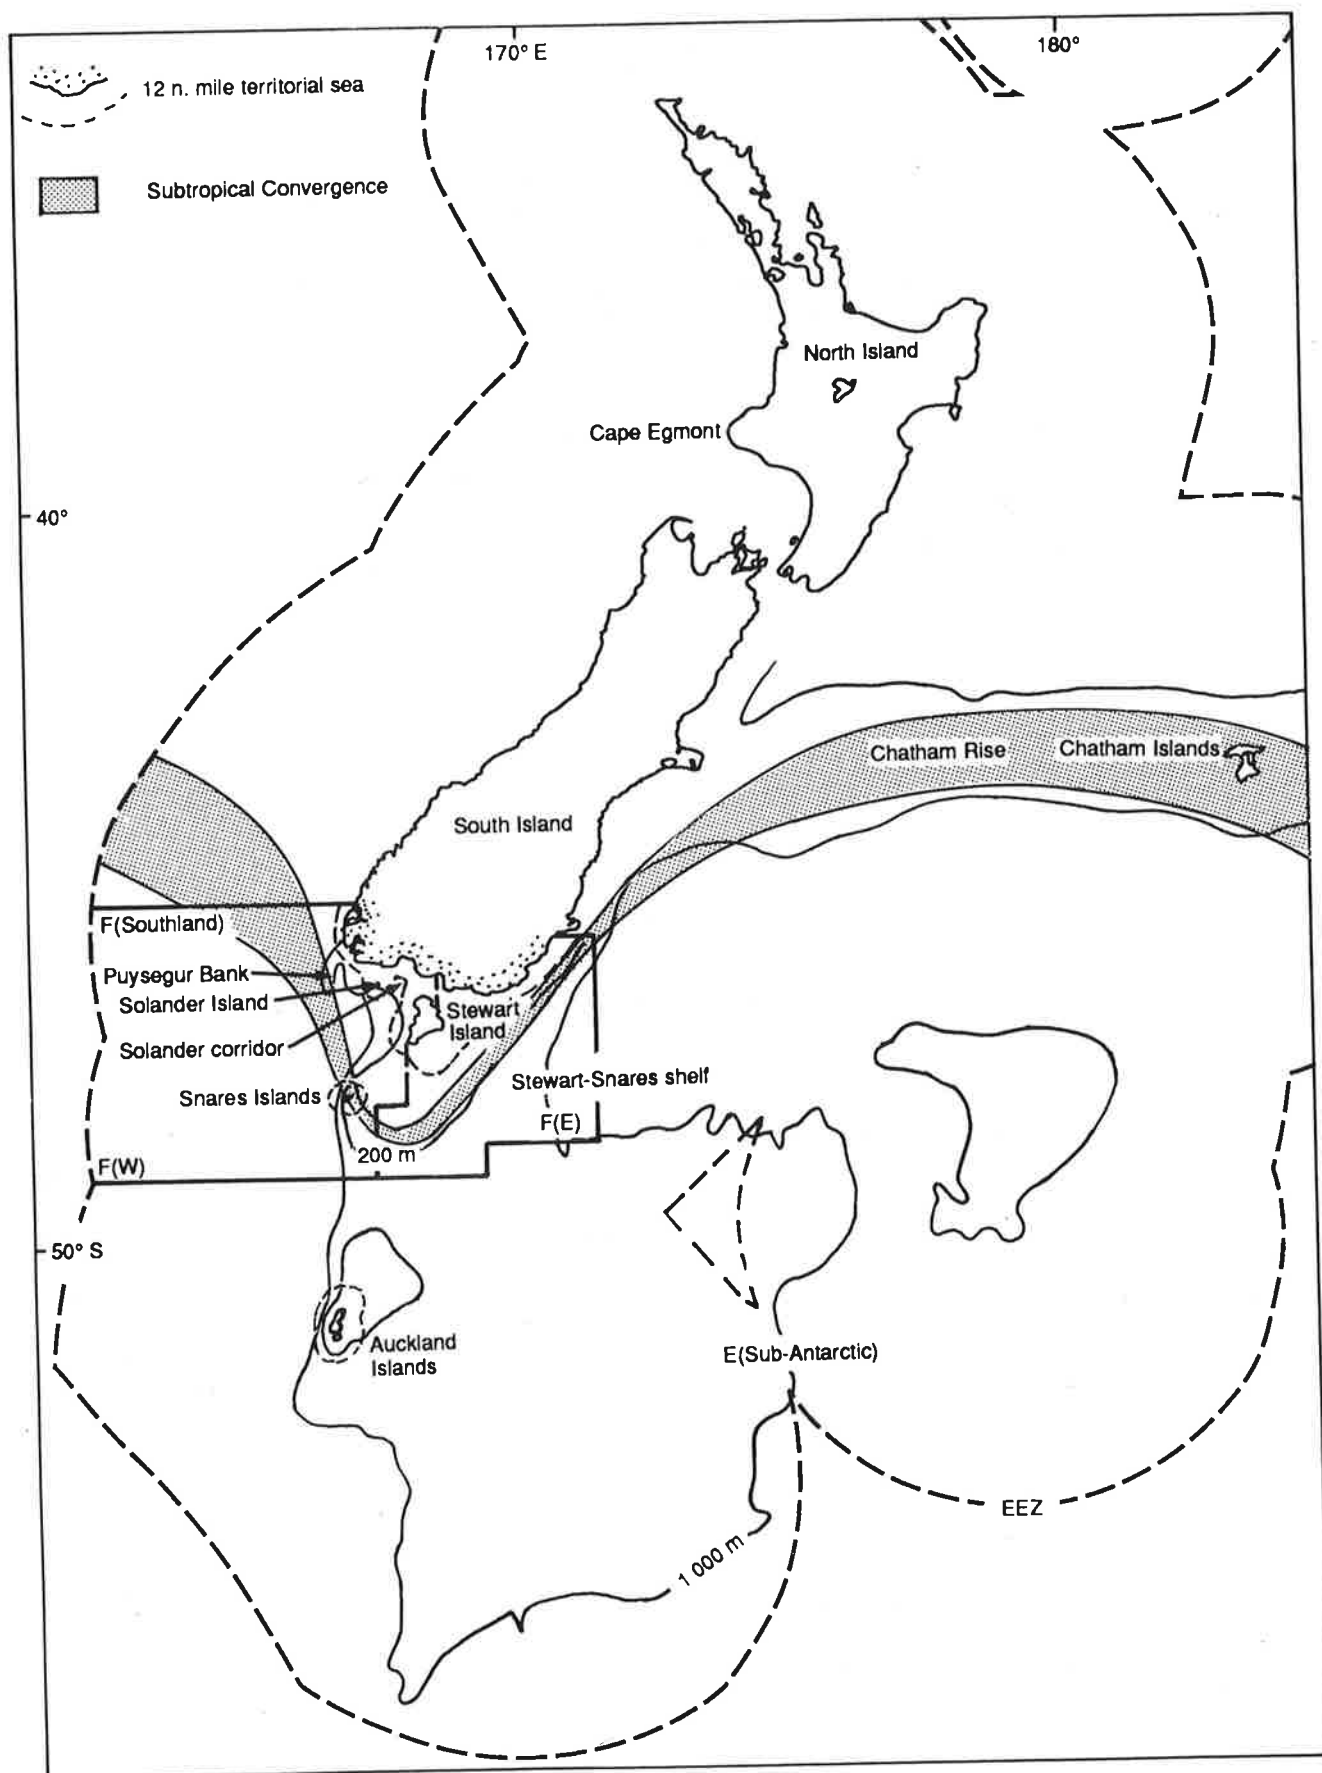 170° E
180°
12 n. mile territorial sea
Subtropical Convergence
North Island
Cape Egmont
40°
Chatham Rise
Chatham Islands
South Island
F(Southland)
Puysegur Bank
Solander Island
Stewart
Island
Solander corridor
Stewart-Snares shelf
Snares Islands
F(E)
200 m
F(W)
50° S
Auckland
Islands
E(Sub-Antarctic)
EEZ
1 000 m